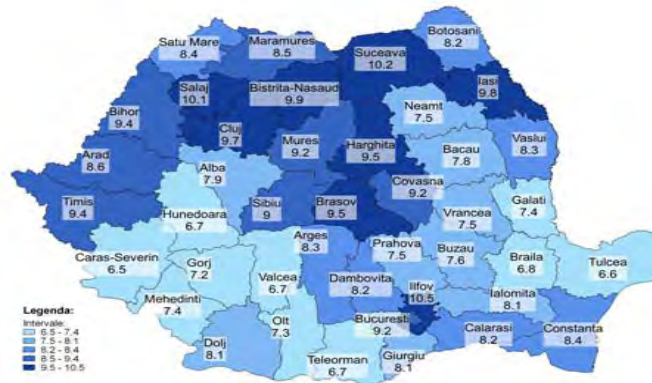 Satu Mare
8.4
Maramures
8.5
Suceava
10.2
Botosani
8.2
Salaj
10.1
Bistrita-Nasaud
9.9
Iasi
9.8
Bihor
9.4
Cluj
9.7
Neamt
7.5
Mures
9.2
Harghita
9.5
Bacau
7.8
Vaslui
8.3
Arad
8.6
Alba
7.9
Timis
9.4
Hunedoara
6.7
Sibiu
9
Brasov
9.5
Covasna
9.2
Vrancea
7.5
Galati
7.4
Caras-Severin
6.5
Gorj
7.2
Valcea
6.7
Arges
8.3
Prahova
7.5
Buzau
7.6
Braila
6.8
Tulcea
6.6
Mehedinti
7.4
Dambovita
8.2
Ilfov
10.5
Ialomita
8.1
Bucuresti
9.2
Dolj
8.1
Olt
7.3
Teleorman
6.7
Giurgiu
8.1
Calarasi
8.2
Constanta
8.4
Legenda:
Intervale:
6.5 - 7.4
7.5 - 8.1
8.2 - 8.4
8.5 - 9.4
9.5 - 10.5